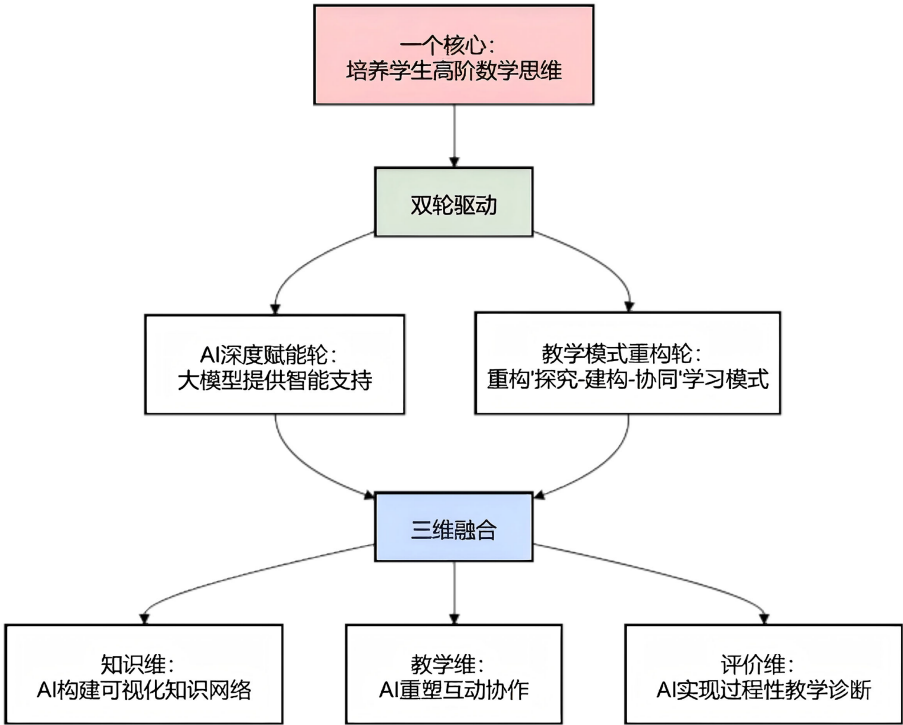 一个核心：
培养学生高阶数学思维
双轮驱动
AI深度赋能轮：
大模型提供智能支持
教学模式重构轮：
重构'探究-建构-协同'学习模式
三维融合
知识维：
AI构建可视化知识网络
教学维：
AI重塑互动协作
评价维：
AI实现过程性教学诊断